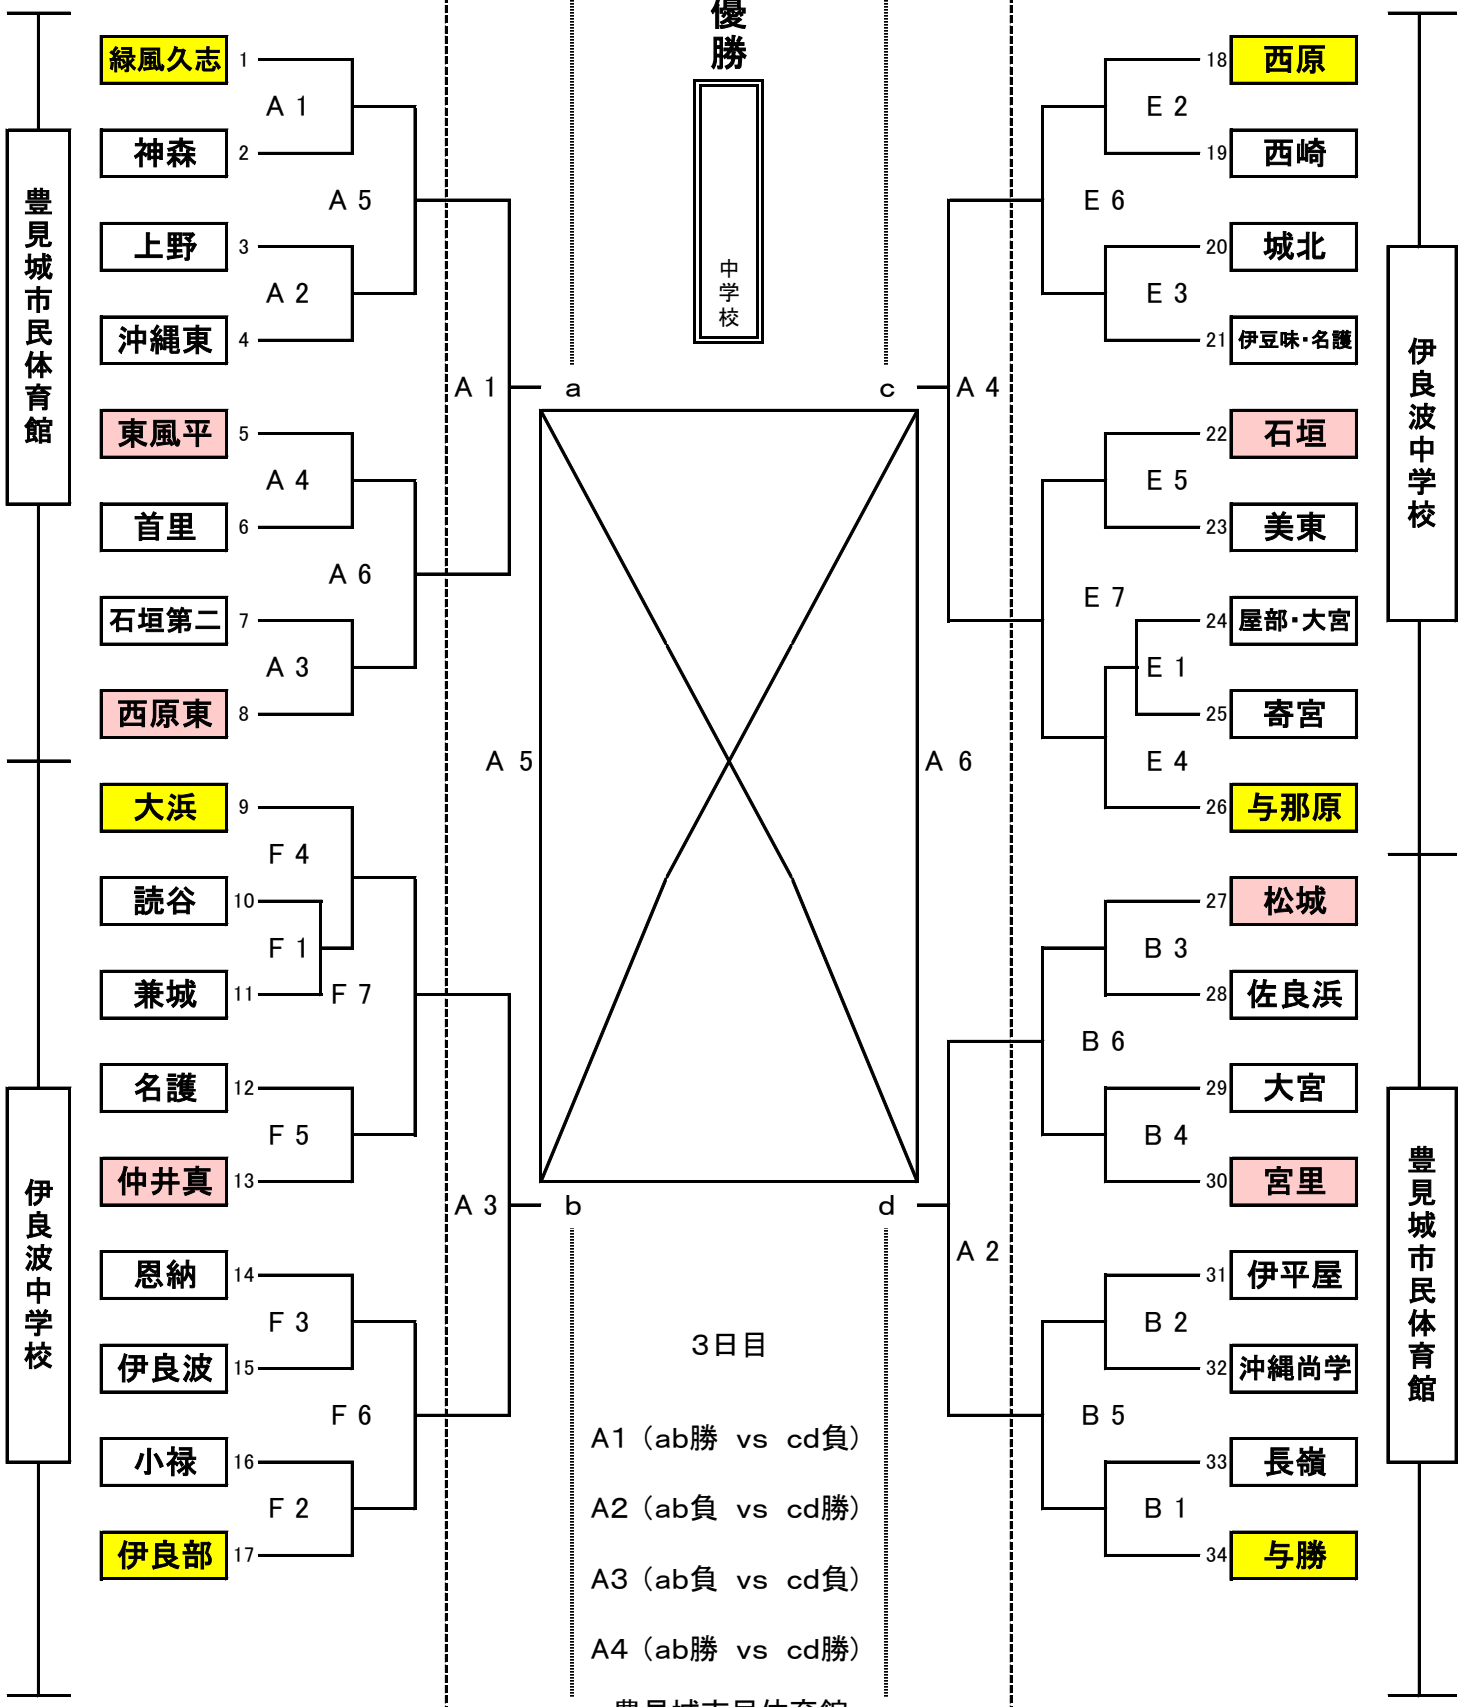 優勝
中学校
豊見城市民体育館
伊良波中学校
緑風久志 1
A 1
神森 2
A 5
上野 3
A 2
沖縄東 4
A 1
東風平 5
A 4
首里 6
A 6
石垣第二 7
A 3
西原東 8
大浜 9
F 4
読谷 10
F 1
兼城 11
F 7
名護 12
F 5
仲井真 13
A 3
恩納 14
F 3
伊良波 15
F 6
小禄 16
F 2
伊良部 17
a
c
A 5
A 6
b
d
3日目
A1（ab勝 vs cd負）
A2（ab負 vs cd勝）
A3（ab負 vs cd負）
A4（ab勝 vs cd勝）
豊見城市民体育館
18 西原
E 2
19 西崎
E 6
20 城北
E 3
21 伊豆味・名護
A 4
22 石垣
E 5
23 美東
E 7
24 屋部・大宮
E 1
25 寄宮
E 4
26 与那原
27 松城
B 3
28 佐良浜
B 6
29 大宮
B 4
30 宮里
A 2
31 伊平屋
B 2
32 沖縄尚学
B 5
33 長嶺
B 1
34 与勝
伊良波中学校
豊見城市民体育館